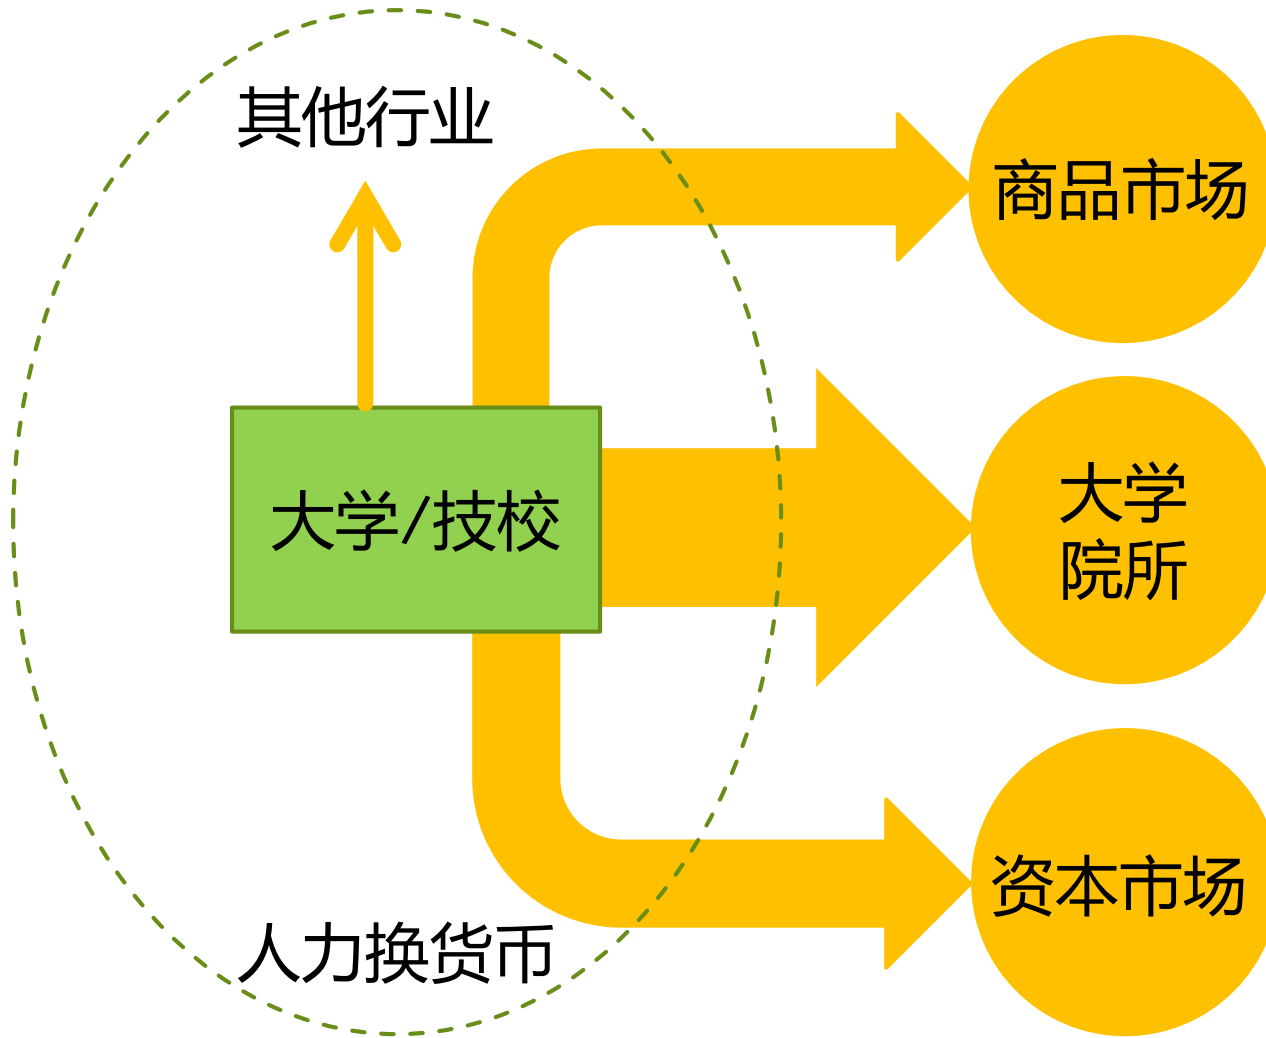 其他行业
商品市场
大学/技校
大学
院所
资本市场
人力换货币